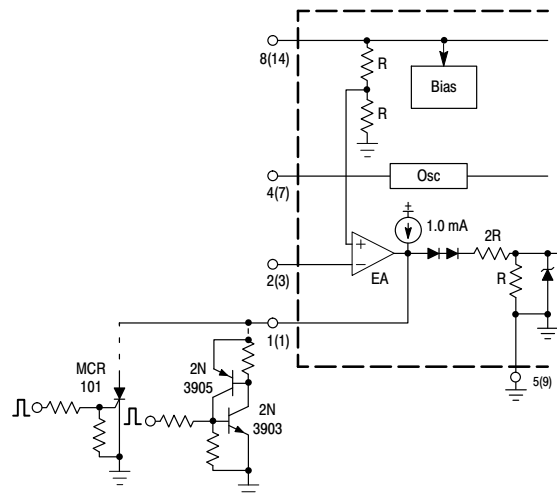 8(14)
R
Bias
R
4(7)
Osc
+
1.0 mA
+
2R
2(3)
−
EA
R
1(1)
5(9)
MCR
101
2N
3905
2N
3903